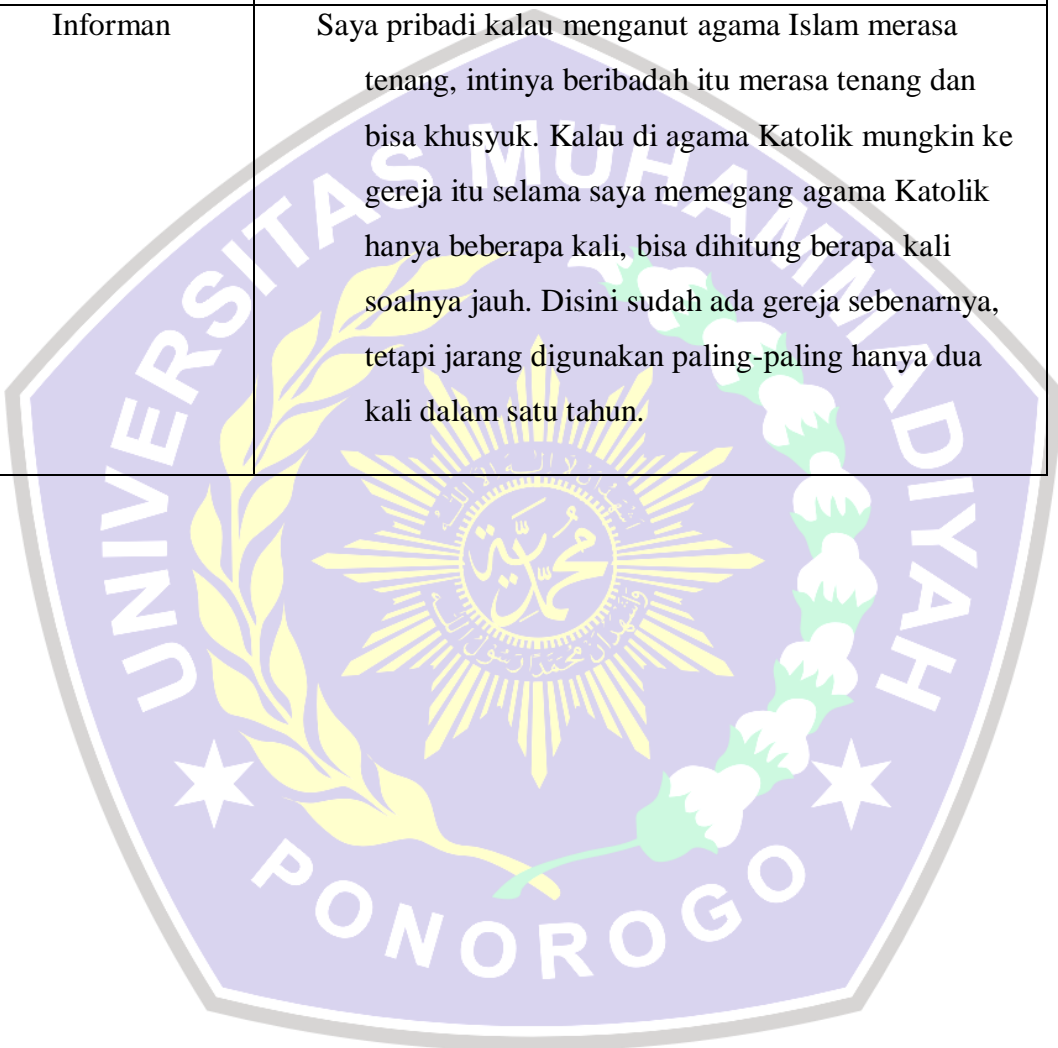 Informan
Saya pribadi kalau menganut agama Islam merasa
tenang, intinya beribadah itu merasa tenang dan
bisa khusyuk. Kalau di agama Katolik mungkin ke
gereja itu selama saya memegang agama Katolik
hanya beberapa kali, bisa dihitung berapa kali
soalnya jauh. Disini sudah ada gereja sebenarnya,
tetapi jarang digunakan paling-paling hanya dua
kali dalam satu tahun.
UNIVERSITAS MUHAMMADIYAH
محمدية
PONOROGO